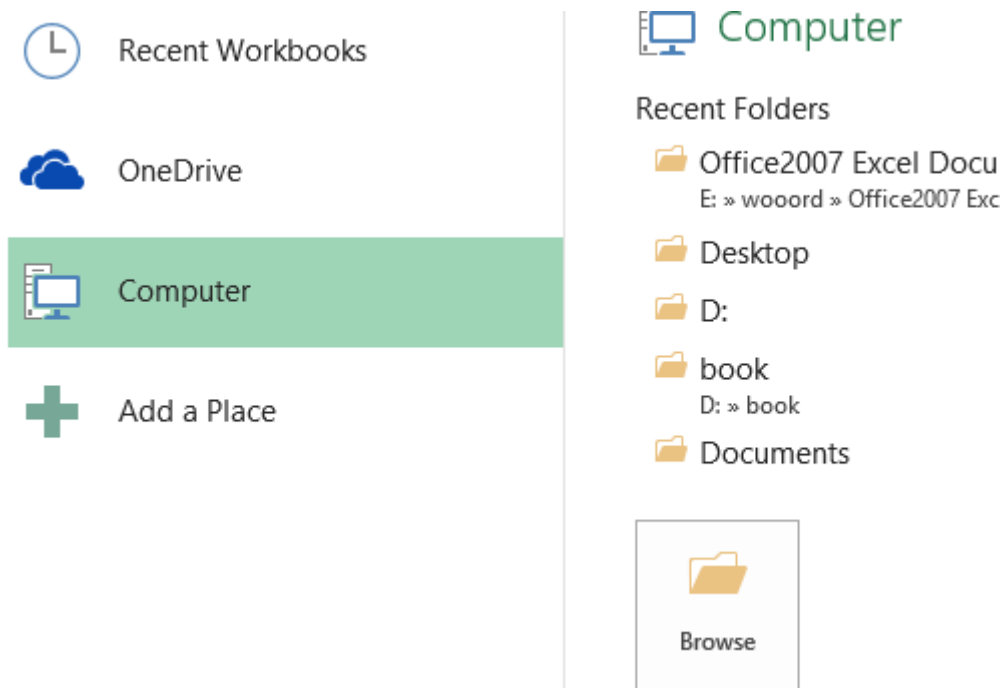 Recent Workbooks
OneDrive
Computer
Add a Place
Computer
Recent Folders
Office2007 Excel Docu
E: » wooord » Office2007 Exc
Desktop
D:
book
D: » book
Documents
Browse